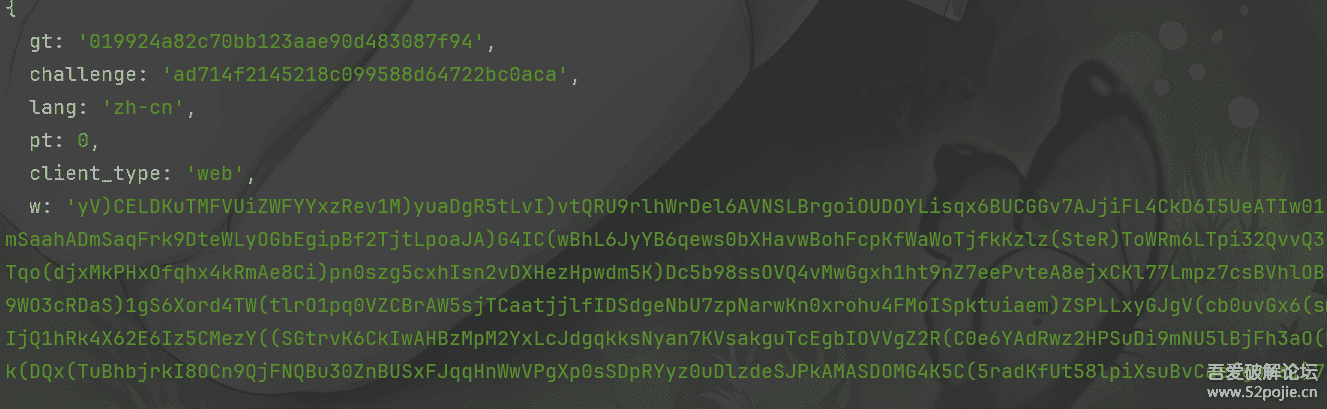 {
gt: '019924a82c70bb123aae90d483087f94',
challenge: 'ad714f2145218c099588d64722bc0aca',
lang: 'zh-cn',
pt: 0,
client_type: 'web',
w: 'yV)CELDKuTMFVUiZWFYYxzRev1M)yuaDgR5tLvI)vtQRU9rlhWrDel6AVNSLBrgoiOUDOYLisqx6BUCGGv7AJjiFL4CkD6I5UeATIw01
mSaahADmSaqFrk9DteWLyOGbEgipBf2TjtLpoaJA)G4IC(wBhL6JyYB6qews0bXHavwBohFcpKfWaWoTjfkKzlz(SteR)ToWRm6LTpi32QvvQ3
Tqo(djxMkPHxOfqhx4kRmAe8Ci)pn0szg5cxhIsn2vDXHezHpwdm5K)Dc5b98ssOVQ4vMwGgxh1ht9nZ7eePvteA8ejxCKl77Lmpz7csBVhlOB
9WO3cRDaS)1gS6Xord4TW(tlrO1pq0VZCBrAW5sjTCaatjjlfIDSdgeNbU7zpNarwKn0xrohu4FMoISpktuiaem)ZSPLLxyGJgV(cb0uvGx6(sm
IjQ1hRk4X62E6Iz5CMezY((SGtrvK6CkIwAHBzMpM2YxLcJdgqkksNyan7KVsakguTcEgbIOVVgZ2R(C0e6YAdRwz2HPSuDi9mNU5lBjFh3aO(
k(DQx(TuBhbjrkI8OCn9QjFNQBu30ZnBUSxFJqqHnWwVPgXp0sSDpRYyz0uDlzdeSJPkAMASDOMG4K5C(5radKfUt58lpiXsuBvC
吾爱破解论坛
www.52pojie.cn